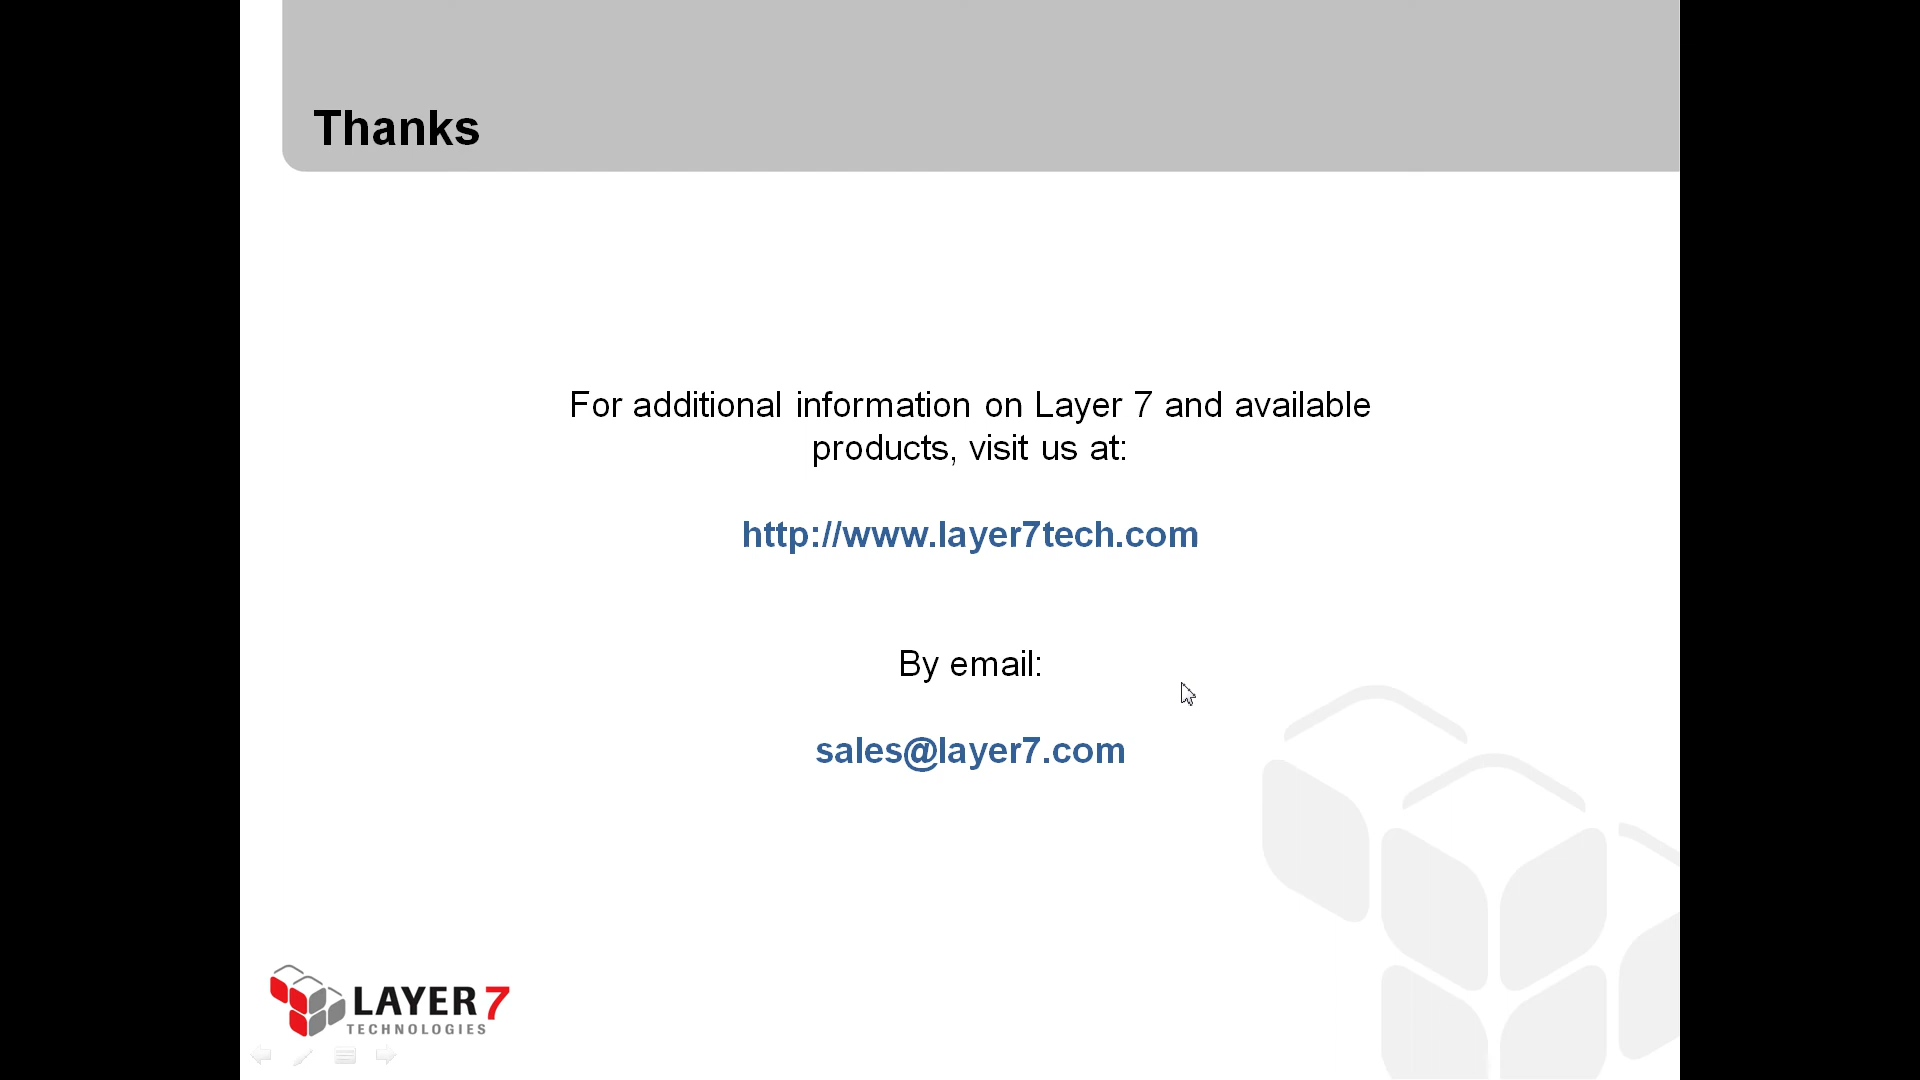 Thanks
For additional information on Layer 7 and available
products, visit us at:
http://www.layer7tech.com
By email:
sales@layer7.com
LAYER 7
TECHNOLOGIES